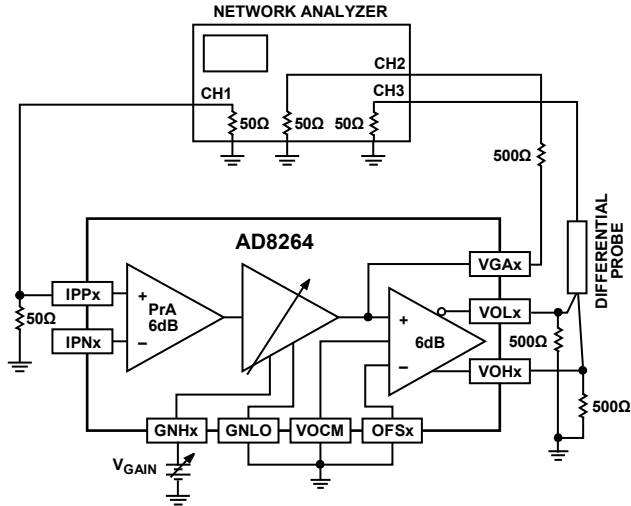 NETWORK ANALYZER
CH2
CH1
CH3
50Ω
50Ω
50Ω
500Ω
DIFFERENTIAL
PROBE
AD8264
VGAx
IPPx
+
PrA
6dB
–
+
6dB
–
VOLx
50Ω
IPNx
500Ω
VOHx
500Ω
GNHx
GNLO
VOCM
OFSx
VGAIN